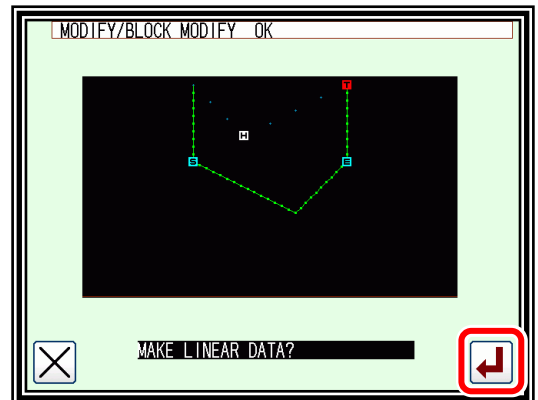 MODIFY/BLOCK MODIFY OK
T
H
S E
MAKE LINEAR DATA?